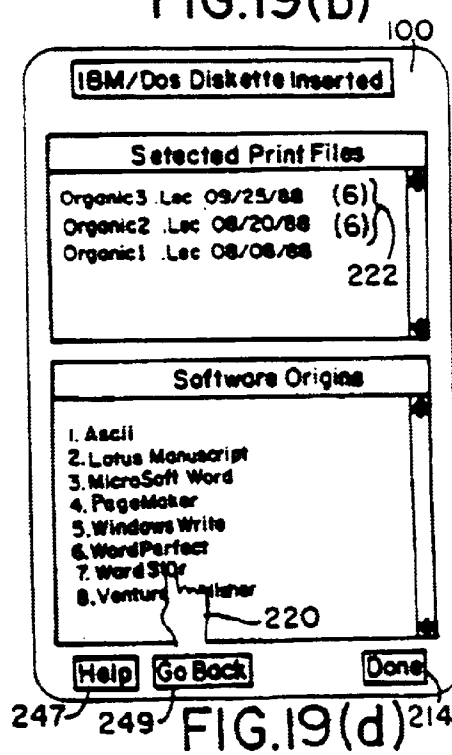 FIG.19(b)
100
IBM/Dos Diskette Inserted
Selected Print Files
Organic3 .Lec 09/25/88 (6)
Organic2 .Lec 08/20/88 (6)
Organic1 .Lec 08/08/88
222
Software Origins
1. Ascii
2. Lotus Manuscript
3. MicroSoft Word
4. PageMaker
5. Windows Write
6. WordPerfect
7. Word Star
8. Ventura
220
Help Go Back Done
247 249 FIG.19(d) 214